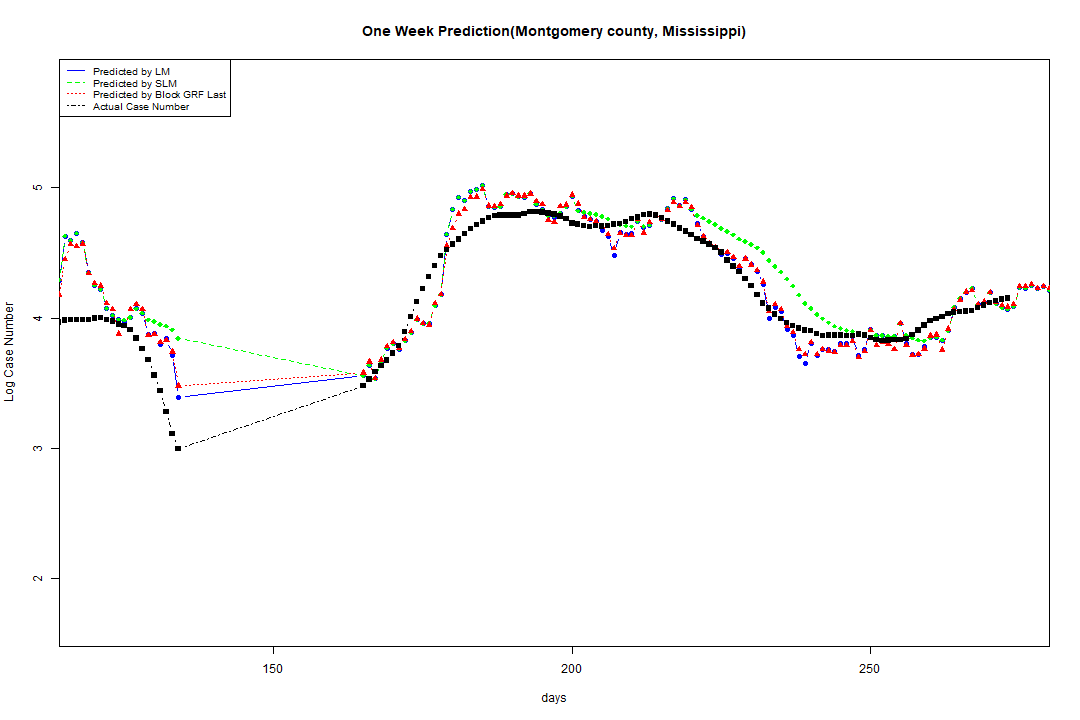 One Week Prediction(Montgomery county, Mississippi)
Predicted by LM
Predicted by SLM
Predicted by Block GRF Last
Actual Case Number
5
4
3
2
Log Case Number
150
200
250
days